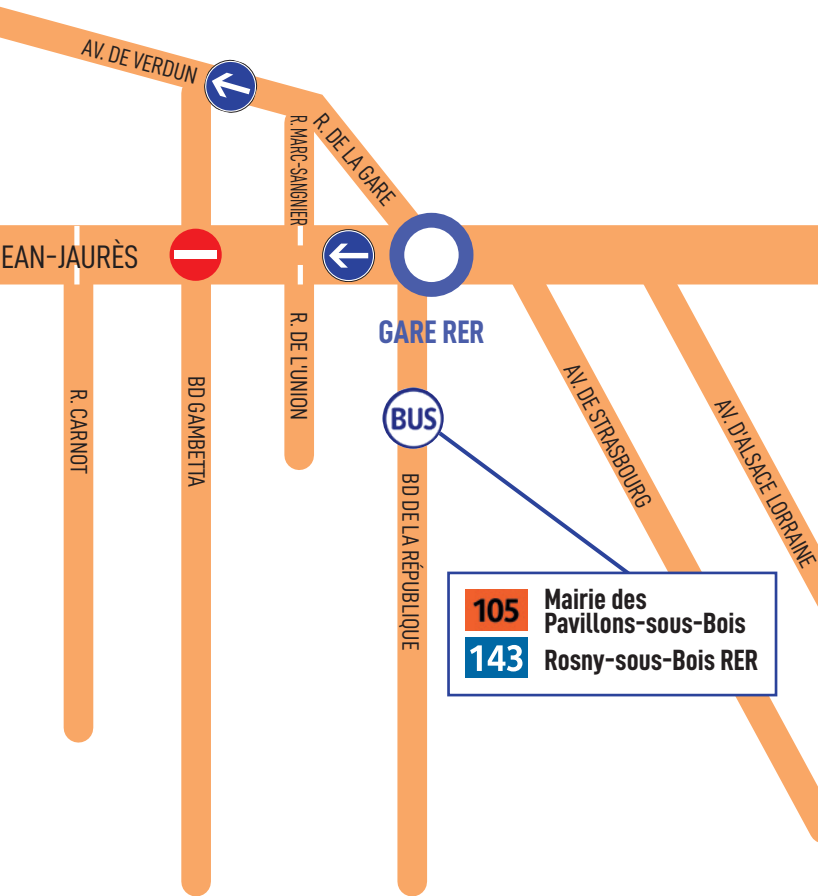 AV. DE VERDUN
R. MARC-SANGNIER
R. DE LA GARE
EAN-JAURÈS
GARE RER
R. DE L'UNION
R. CARNOT
BD GAMBETTA
BUS
AV. DE STRASBOURG
AV. D'ALSACE LORRAINE
BD DE LA RÉPUBLIQUE
105 Mairie des
Pavillons-sous-Bois
143 Rosny-sous-Bois RER